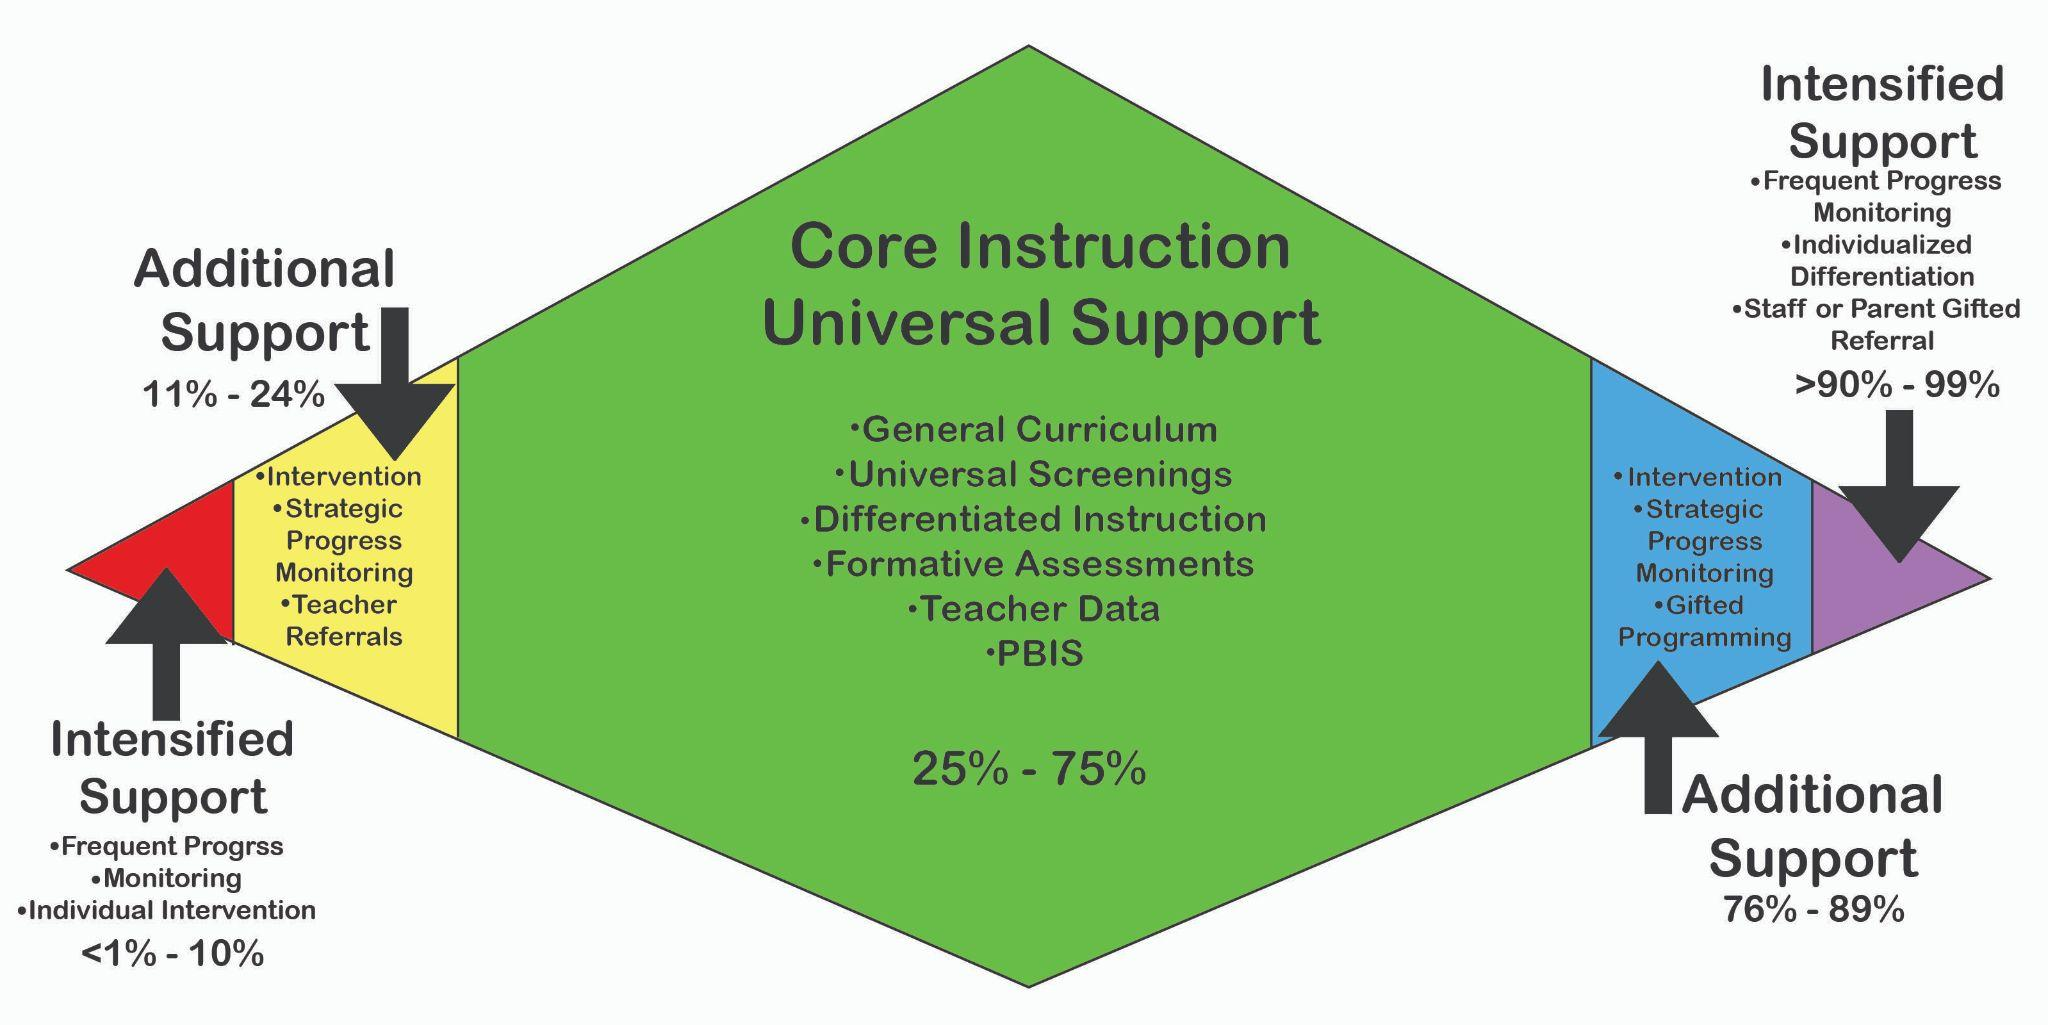 Additional
Support
11% - 24%
•Intervention
•Strategic
Progress
Monitoring
•Teacher
Referrals
Intensified
Support
•Frequent Progrss
•Monitoring
•Individual Intervention
<1% - 10%
Core Instruction
Universal Support
•General Curriculum
•Universal Screenings
•Differentiated Instruction
•Formative Assessments
•Teacher Data
•PBIS
25% - 75%
Intensified
Support
•Frequent Progress
Monitoring
•Individualized
Differentiation
•Staff or Parent Gifted
Referral
>90% - 99%
•Intervention
•Strategic
Progress
Monitoring
•Gifted
Programming
Additional
Support
76% - 89%